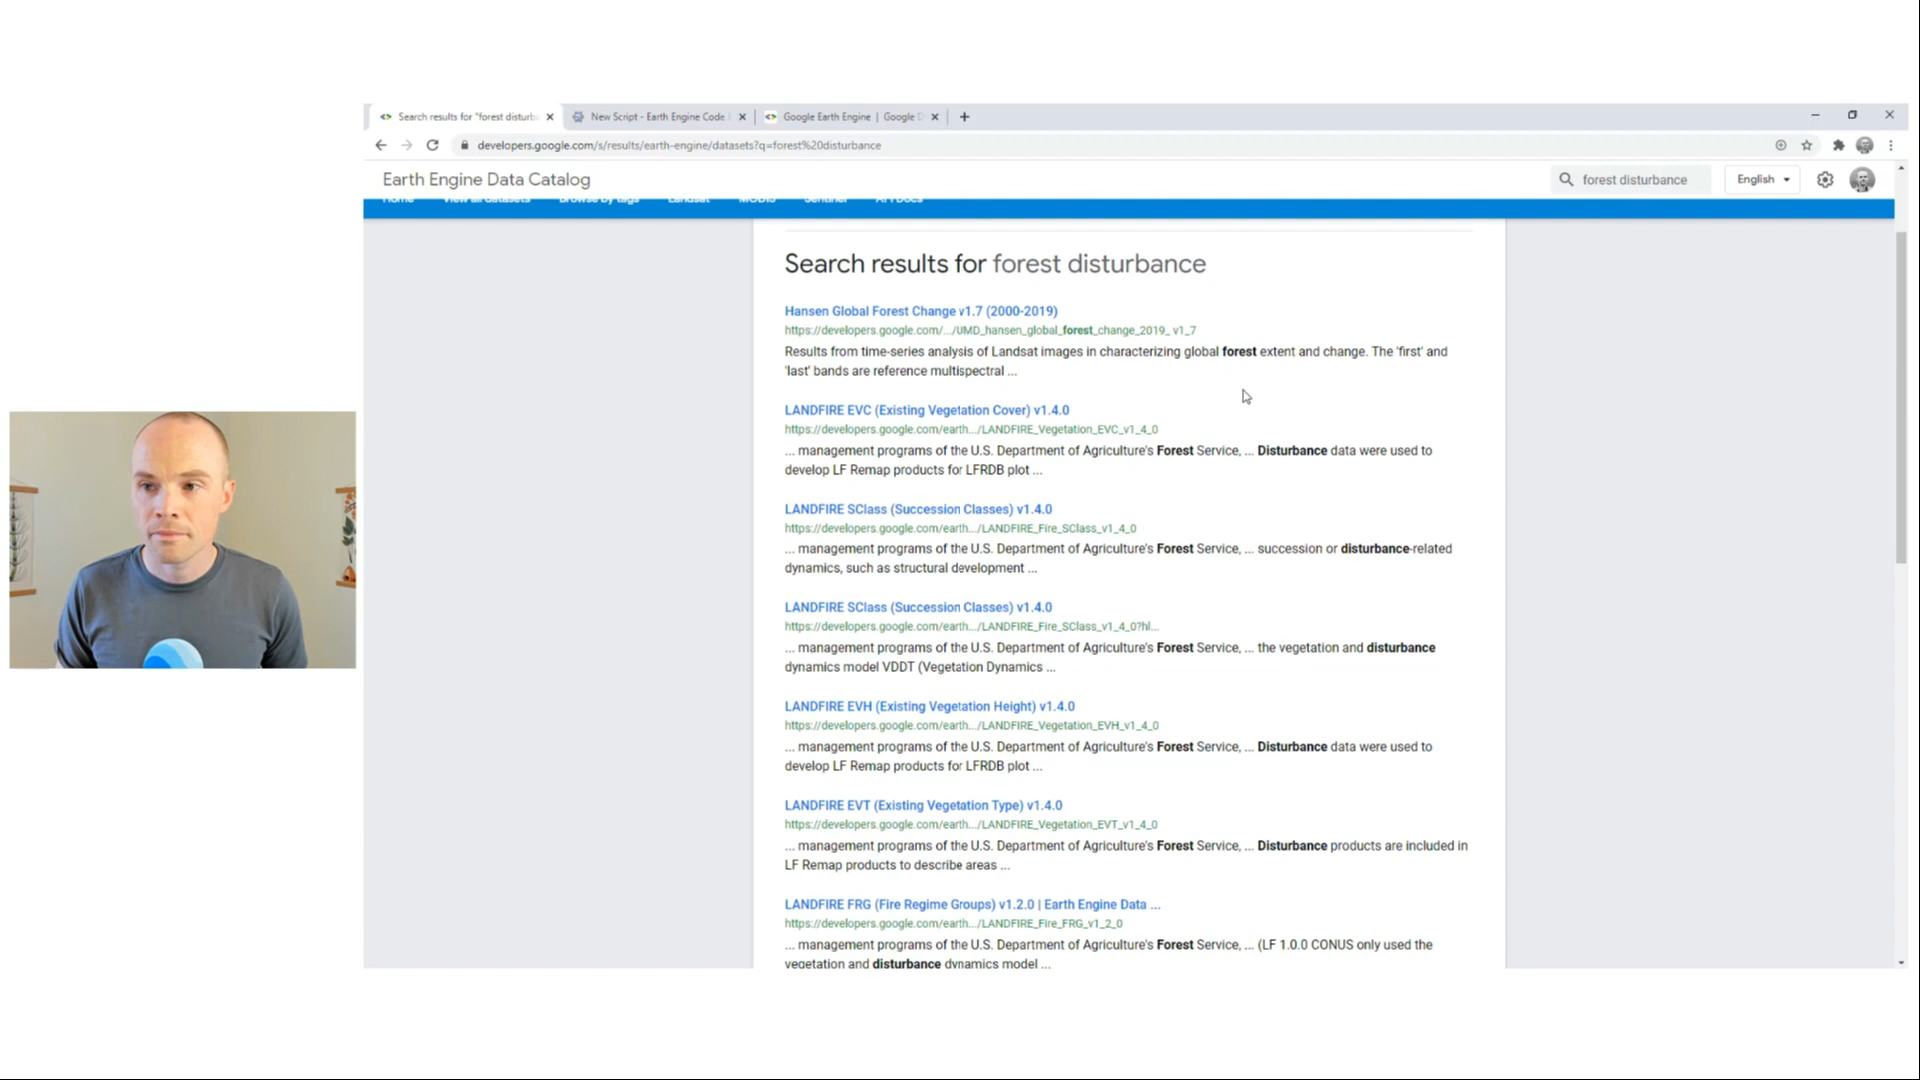 Search results for "forest disturb
New Script - Earth Engine Code
Google Earth Engine | Google D
developers.google.com/s/results/earth-engine/datasets?q=forest%20disturbance
Earth Engine Data Catalog
forest disturbance
English
Home View all datasets Browse by tags Landsat MODIS Sentinel API Docs
Search results for forest disturbance
Hansen Global Forest Change v1.7 (2000-2019)
https://developers.google.com/.../UMD_hansen_global_forest_change_2019_ v1_7
Results from time-series analysis of Landsat images in characterizing global forest extent and change. The 'first' and
'last' bands are reference multispectral ...
LANDFIRE EVC (Existing Vegetation Cover) v1.4.0
https://developers.google.com/earth.../LANDFIRE_Vegetation_EVC_v1_4_0
... management programs of the U.S. Department of Agriculture's Forest Service, ... Disturbance data were used to
develop LF Remap products for LFRDB plot ...
LANDFIRE SClass (Succession Classes) v1.4.0
https://developers.google.com/earth.../LANDFIRE_Fire_SClass_v1_4_0
... management programs of the U.S. Department of Agriculture's Forest Service, ... succession or disturbance-related
dynamics, such as structural development ...
LANDFIRE SClass (Succession Classes) v1.4.0
https://developers.google.com/earth.../LANDFIRE_Fire_SClass_v1_4_0?hl...
... management programs of the U.S. Department of Agriculture's Forest Service, ... the vegetation and disturbance
dynamics model VDDT (Vegetation Dynamics ...
LANDFIRE EVH (Existing Vegetation Height) v1.4.0
https://developers.google.com/earth.../LANDFIRE_Vegetation_EVH_v1_4_0
... management programs of the U.S. Department of Agriculture's Forest Service, ... Disturbance data were used to
develop LF Remap products for LFRDB plot ...
LANDFIRE EVT (Existing Vegetation Type) v1.4.0
https://developers.google.com/earth.../LANDFIRE_Vegetation_EVT_v1_4_0
... management programs of the U.S. Department of Agriculture's Forest Service, ... Disturbance products are included in
LF Remap products to describe areas ...
LANDFIRE FRG (Fire Regime Groups) v1.2.0 | Earth Engine Data ...
https://developers.google.com/earth.../LANDFIRE_Fire_FRG_v1_2_0
... management programs of the U.S. Department of Agriculture's Forest Service, ... (LF 1.0.0 CONUS only used the
vegetation and disturbance dynamics model ...